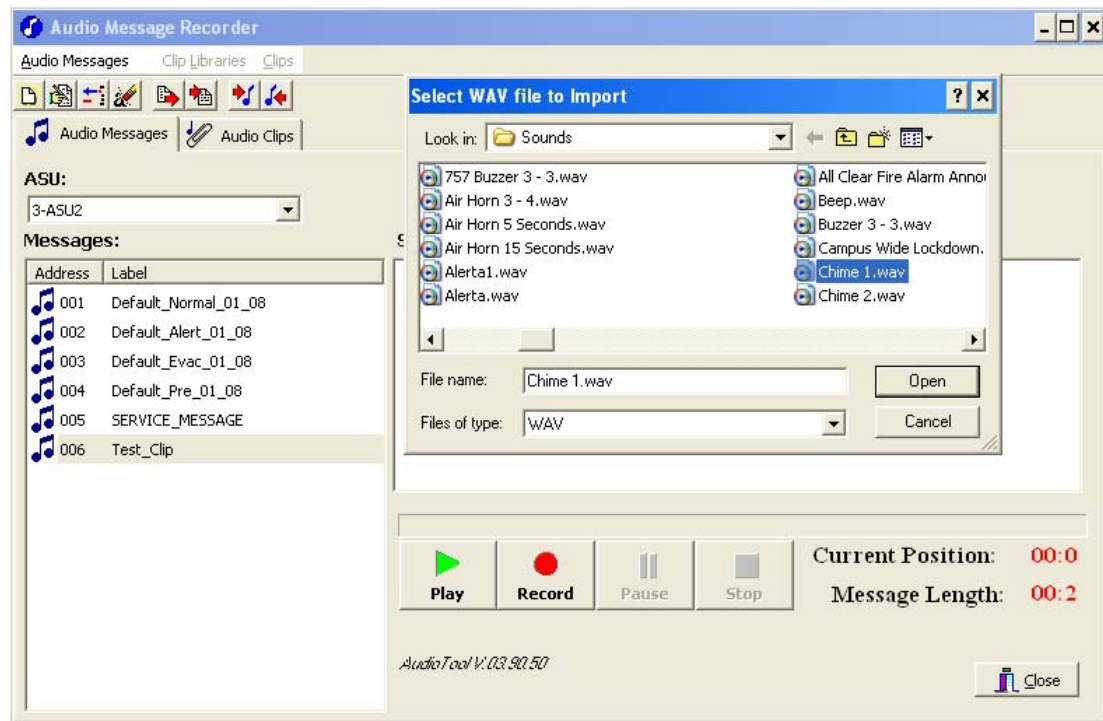 Audio Message Recorder
Audio Messages Clip Libraries Clips
Audio Messages Audio Clips
ASU:
3-ASU2
Messages:
Address Label
001 Default_Normal_01_08
002 Default_Alert_01_08
003 Default_Evac_01_08
004 Default_Pre_01_08
005 SERVICE_MESSAGE
006 Test_Clip
Select WAV file to Import
Look in: Sounds
757 Buzzer 3 - 3.wav
Air Horn 3 - 4.wav
Air Horn 5 Seconds.wav
Air Horn 15 Seconds.wav
Alerta1.wav
Alerta.wav
All Clear Fire Alarm
Beep.wav
Buzzer 3 - 3.wav
Campus Wide Lockdown.
Chime 1.wav
Chime 2.wav
File name: Chime 1.wav
Open
Files of type: WAV
Cancel
Play Record Pause Stop
Current Position: 00:0
Message Length: 00:2
AudioTool V.03.90.50
Close